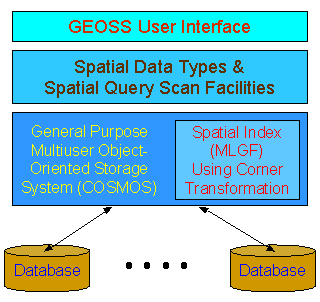 GEOSS User Interface
Spatial Data Types &
Spatial Query Scan Facilities
General Purpose
Multiuser Object-
Oriented Storage
System (COSMOS)
Spatial Index
(MLGF)
Using Corner
Transformation
Database
Database